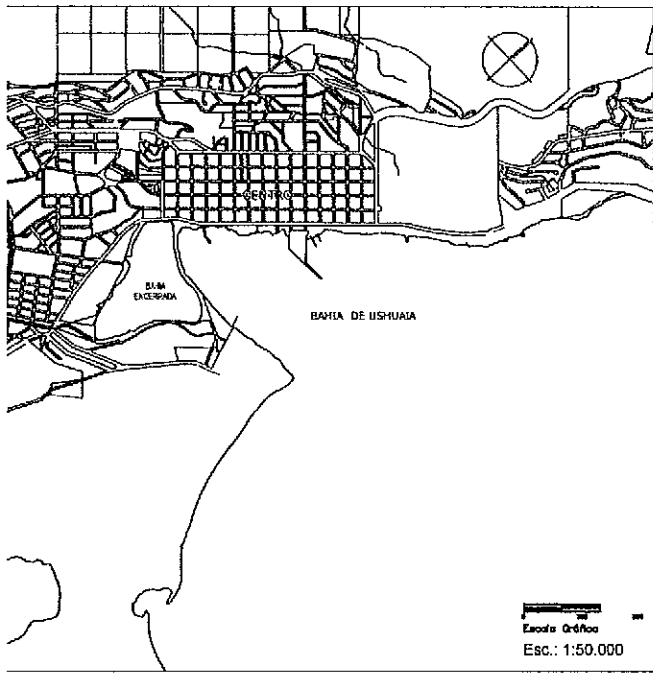 CENTRO
BAHIA
ENCERRADA
BAHIA DE USHUAIA
Escala Gráfica
Esc.: 1:50.000